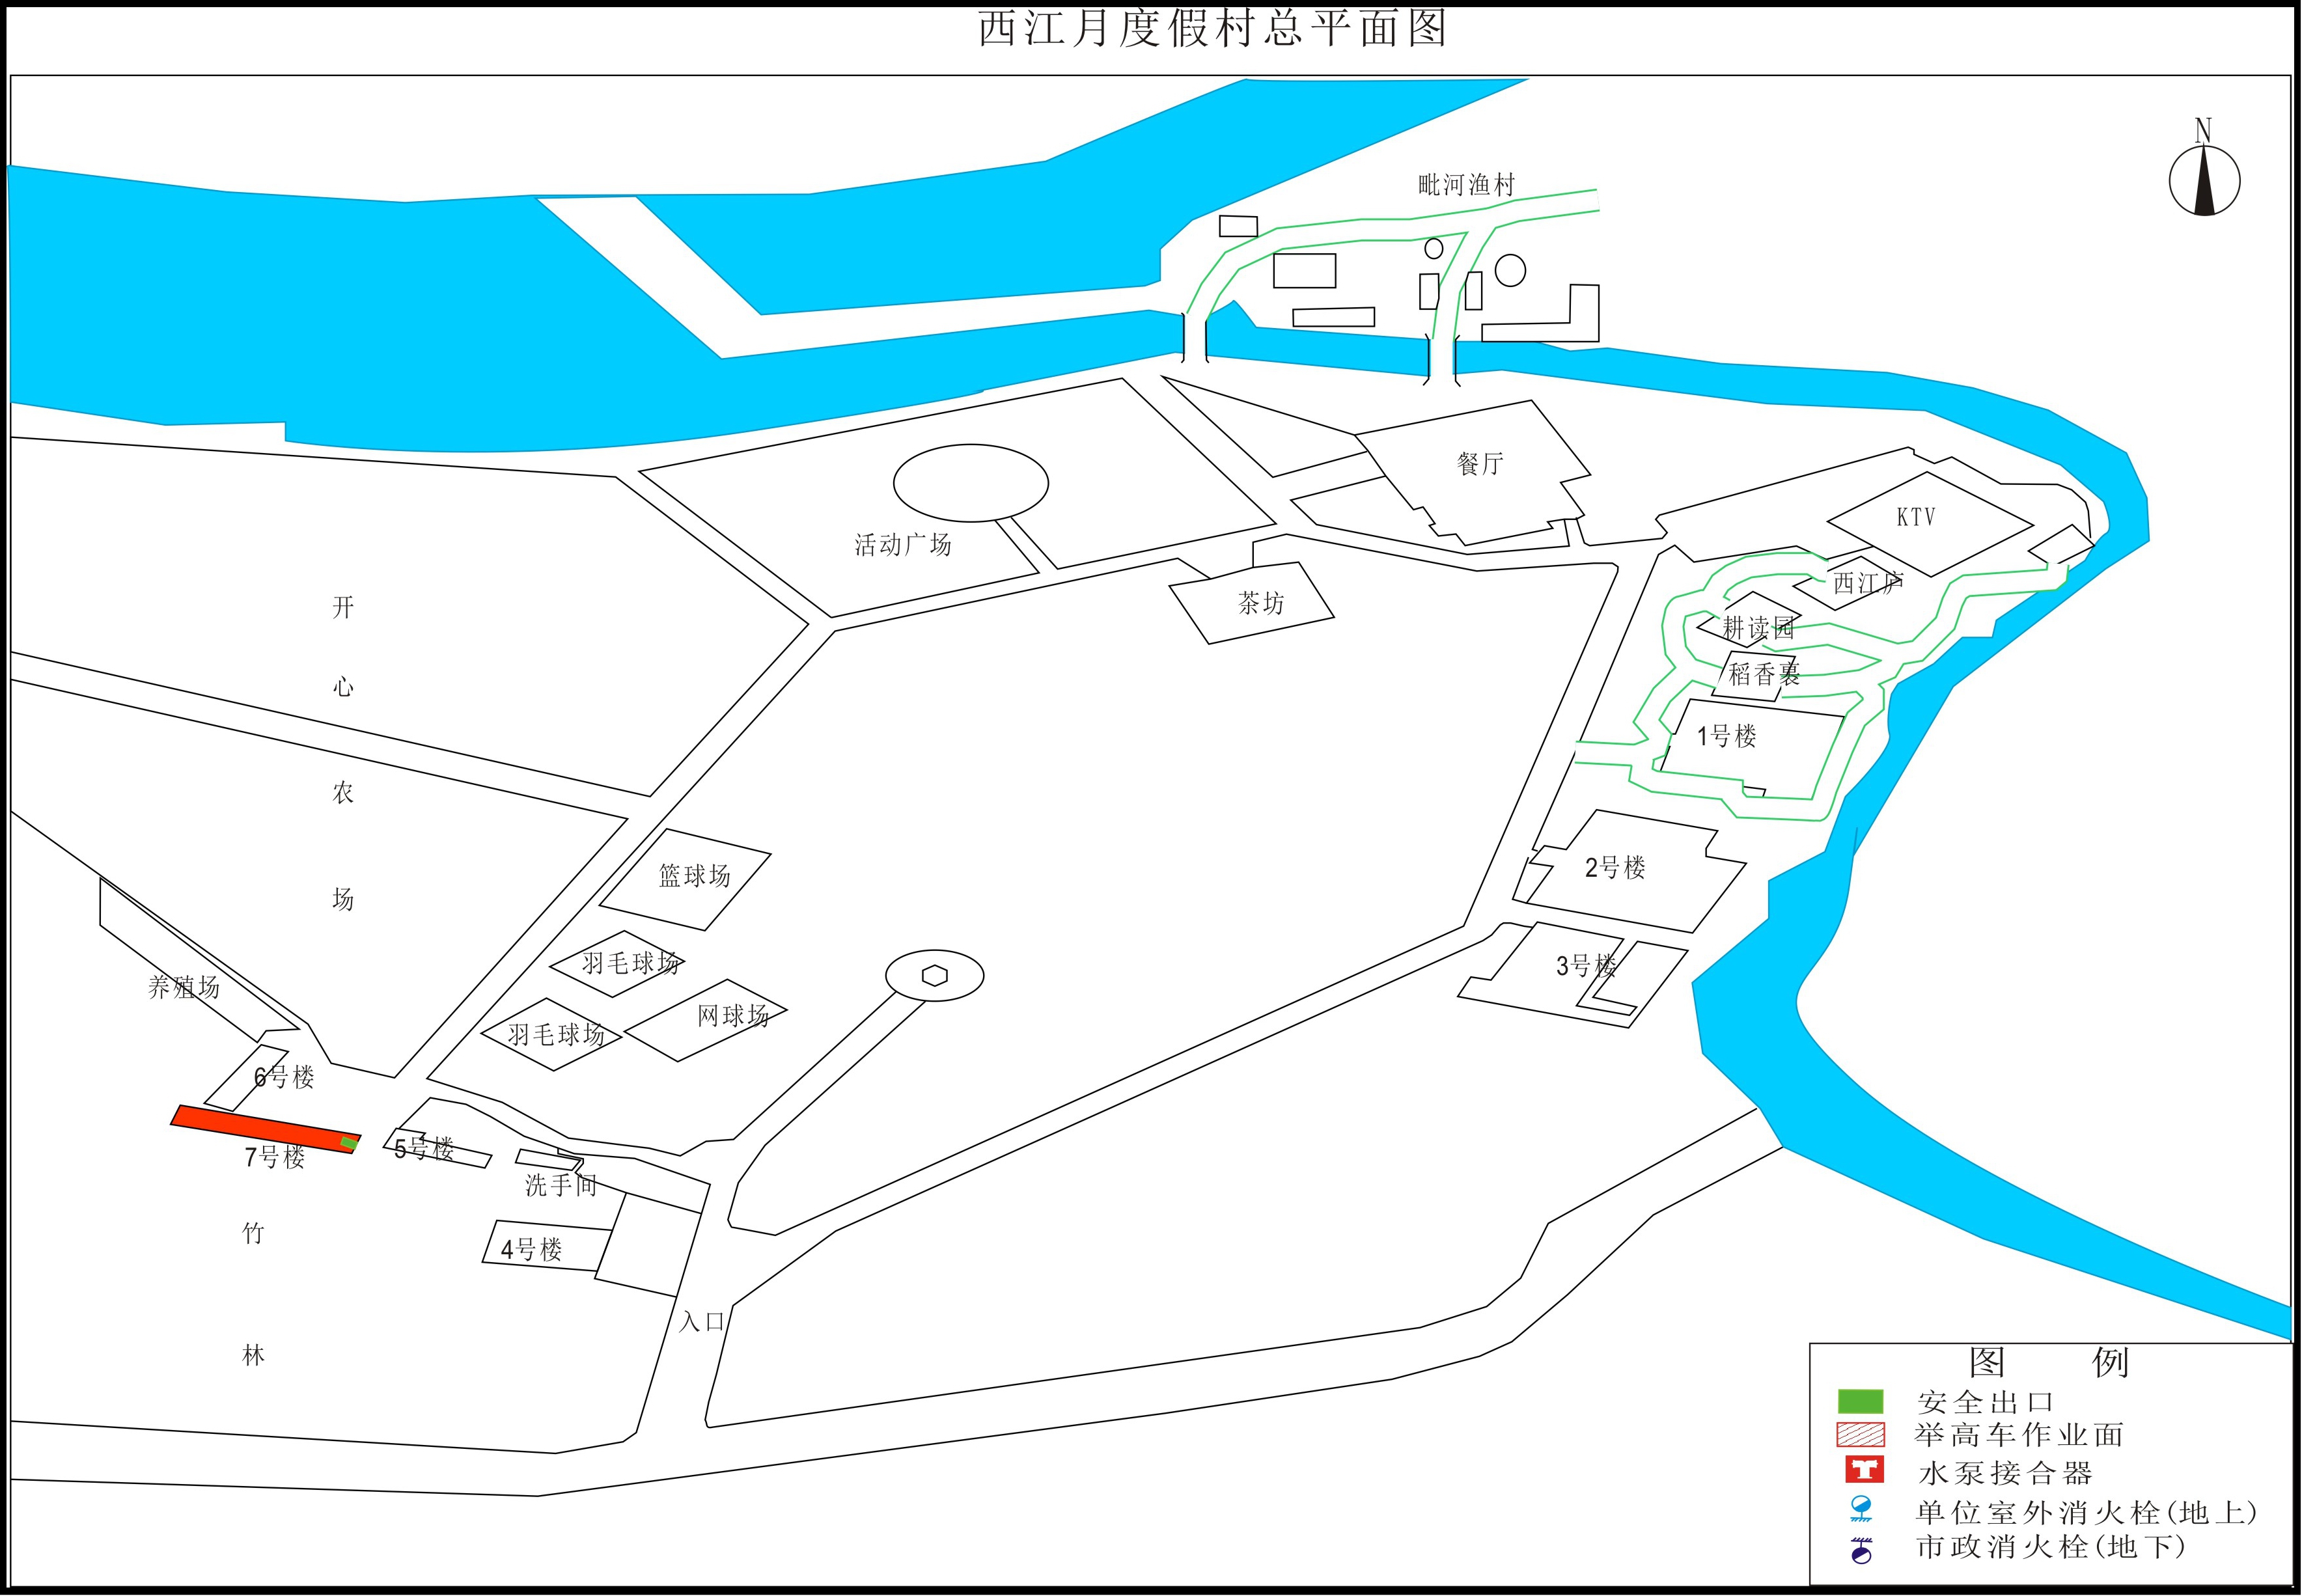 西江月度假村总平面图
N
毗河渔村
餐厅
KTV
活动广场
西江庐
茶坊
开心农场
耕读园
稻香裹
1号楼
篮球场
2号楼
羽毛球场
3号楼
养殖场
网球场
羽毛球场
6号楼
7号楼
5号楼
洗手间
竹林
4号楼
入口
图 例
安全出口
举高车作业面
水泵接合器
单位室外消火栓(地上)
市政消火栓(地下)